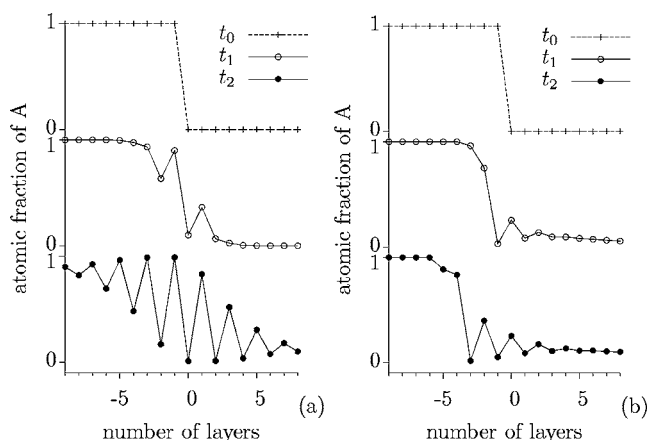 1
t0
t1
t2
0
1
0
1
0
atomic fraction of A
-5 0 5
(a)
number of layers
1
t0
t1
t2
0
1
0
1
0
atomic fraction of A
-5 0 5
(b)
number of layers